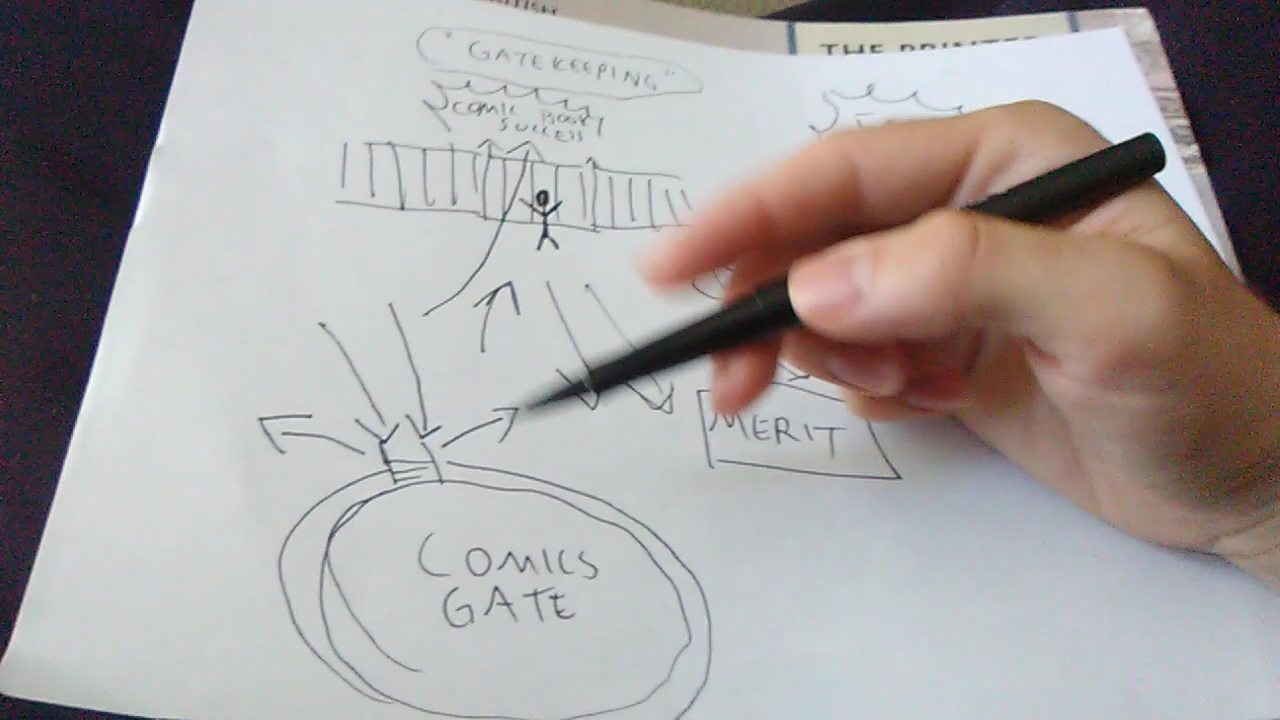 "GATEKEEPING"
COMIC BOOK
SUCCESS
MERIT
COMICS
GATE